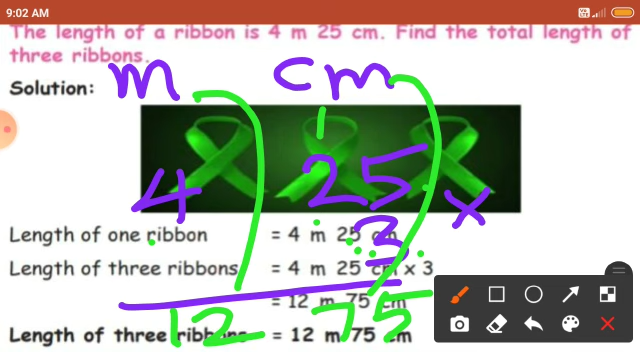 9:02 AM
The length of a ribbon is 4 m 25 cm. Find the total length of
three ribbons.
Solution:
m cm
4 25 x
3
12 75
Length of one ribbon = 4 m 25 cm
Length of three ribbons = 4 m 25 cm x 3
= 12 m 75 cm
Length of three ribbons = 12 m 75 cm